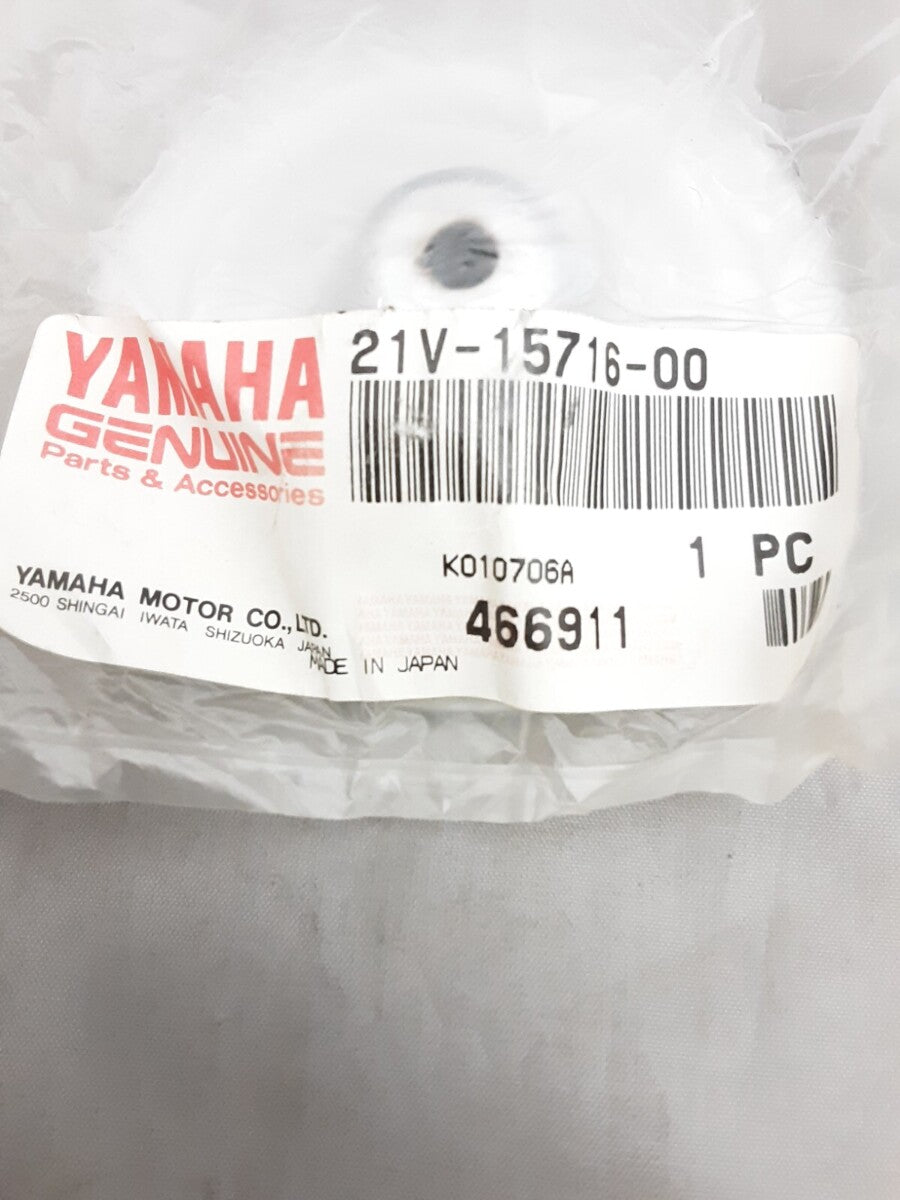 YAMAHA
GENUINE
Parts & Accessories
21V-15716-00
K010706A
1 PC
466911
YAMAHA MOTOR CO., LTD.
2500 SHINGAI IWATA SHIZUOKA JAPAN
MADE IN JAPAN